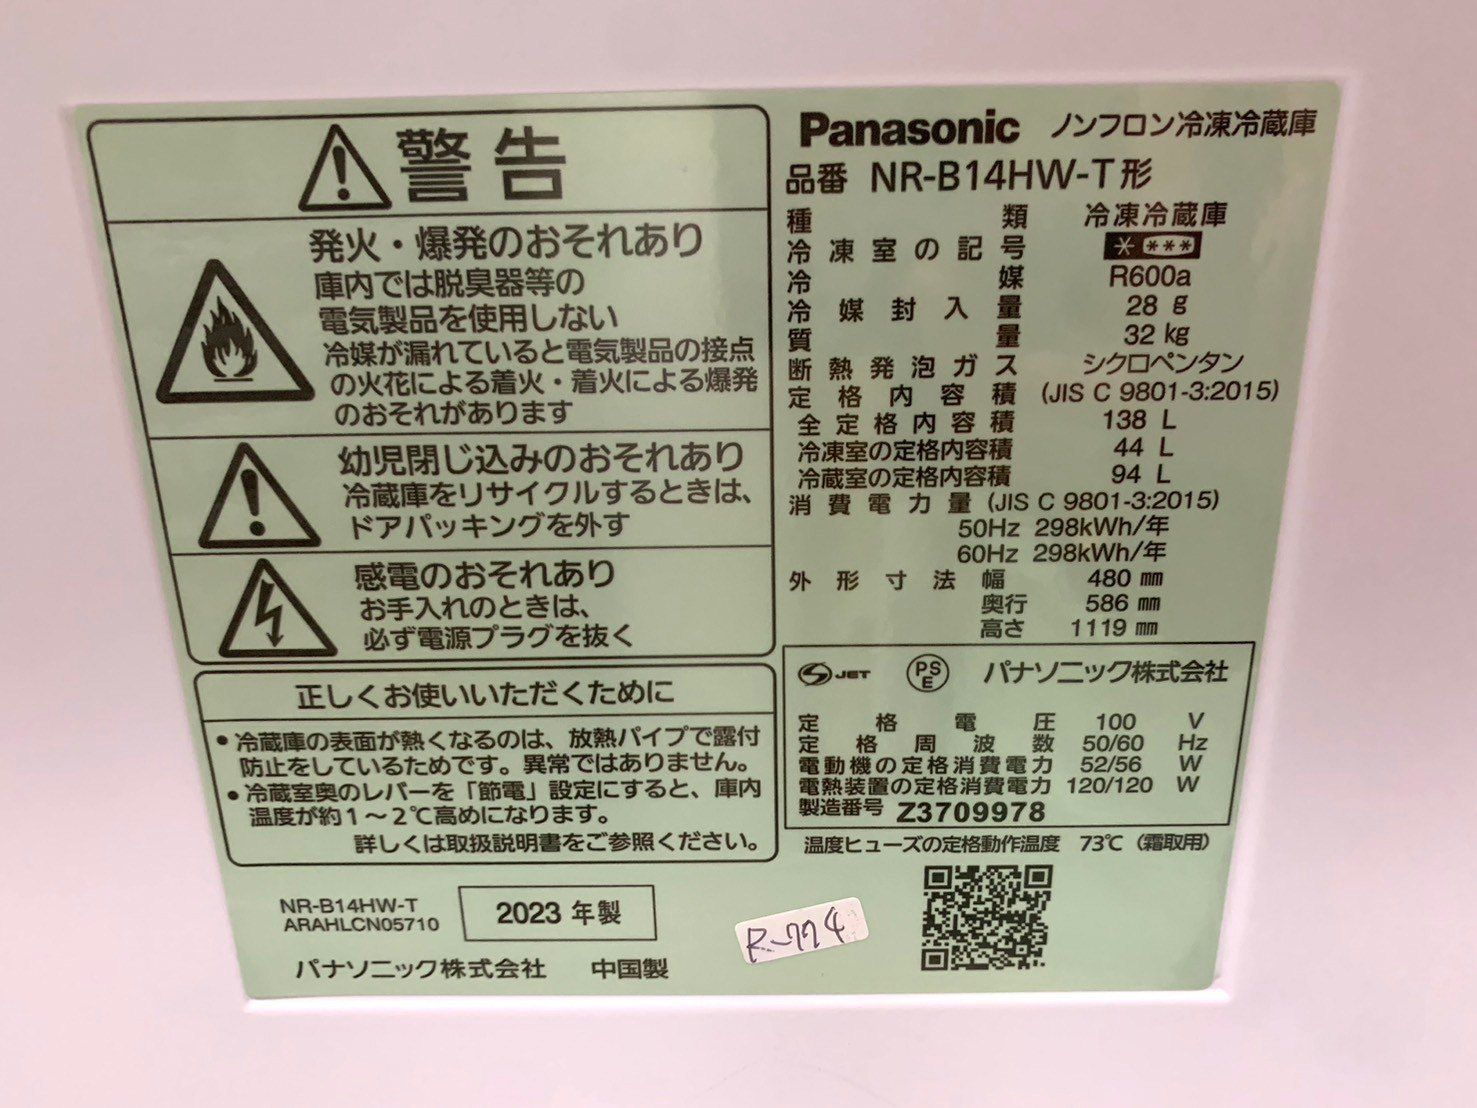 警告
発火・爆発のおそれあり
庫内では脱臭器等の
電気製品を使用しない
冷媒が漏れていると電気製品の接点
の火花による着火・着火による爆発
のおそれがあります
幼児閉じ込みのおそれあり
冷蔵庫をリサイクルするときは、
ドアパッキングを外す
感電のおそれあり
お手入れのときは、
必ず電源プラグを抜く
正しくお使いいただくために
●冷蔵庫の表面が熱くなるのは、放熱パイプで露付
防止をしているためです。異常ではありません。
●冷蔵室奥のレバーを「節電」設定にすると、庫内
温度が約1~2℃高めになります。
詳しくは取扱説明書をご参照ください。
NR-B14HW-T
ARAHLCN05710
2023 年製
パナソニック株式会社 中国製
R-774
Panasonic ノンフロン冷凍冷蔵庫
品番 NR-B14HW-T形
種類 冷凍冷蔵庫
冷凍室の記号 * ***
冷媒 R600a
冷媒封入量 28 g
質量 32 kg
断熱発泡ガス シクロペンタン
定格内容積 (JIS C 9801-3:2015)
全定格内容積 138 L
冷凍室の定格内容積 44 L
冷蔵室の定格内容積 94 L
消費電力量 (JIS C 9801-3:2015)
50Hz 298kWh/年
60Hz 298kWh/年
外形寸法 幅 480 mm
奥行 586 mm
高さ 1119 mm
JET PSE パナソニック株式会社
定格電圧 100 V
定格周波数 50/60 Hz
電動機の定格消費電力 52/56 W
電熱装置の定格消費電力 120/120 W
製造番号 Z3709978
温度ヒューズの定格動作温度 73℃(霜取用)